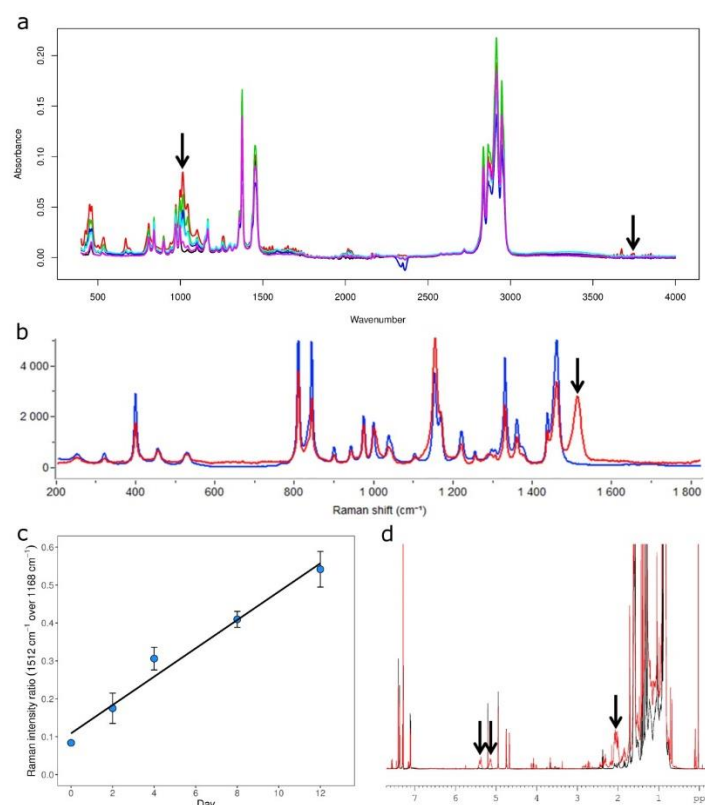 a
Absorbance
0.20
0.15
0.10
0.05
0.00
500 1000 1500 2000 2500 3000 3500 4000
Wavenumber
b
4 000
2 000
0
200 400 600 800 1 000 1 200 1 400 1 600 1 800
Raman shift (cm⁻¹)
c
Raman intensity ratio (1512 cm⁻¹ over 1168 cm⁻¹)
0.6
0.5
0.4
0.3
0.2
0.1
0.0
0 2 4 6 8 10 12
Day
d
7 6 5 4 3 2 1 pp